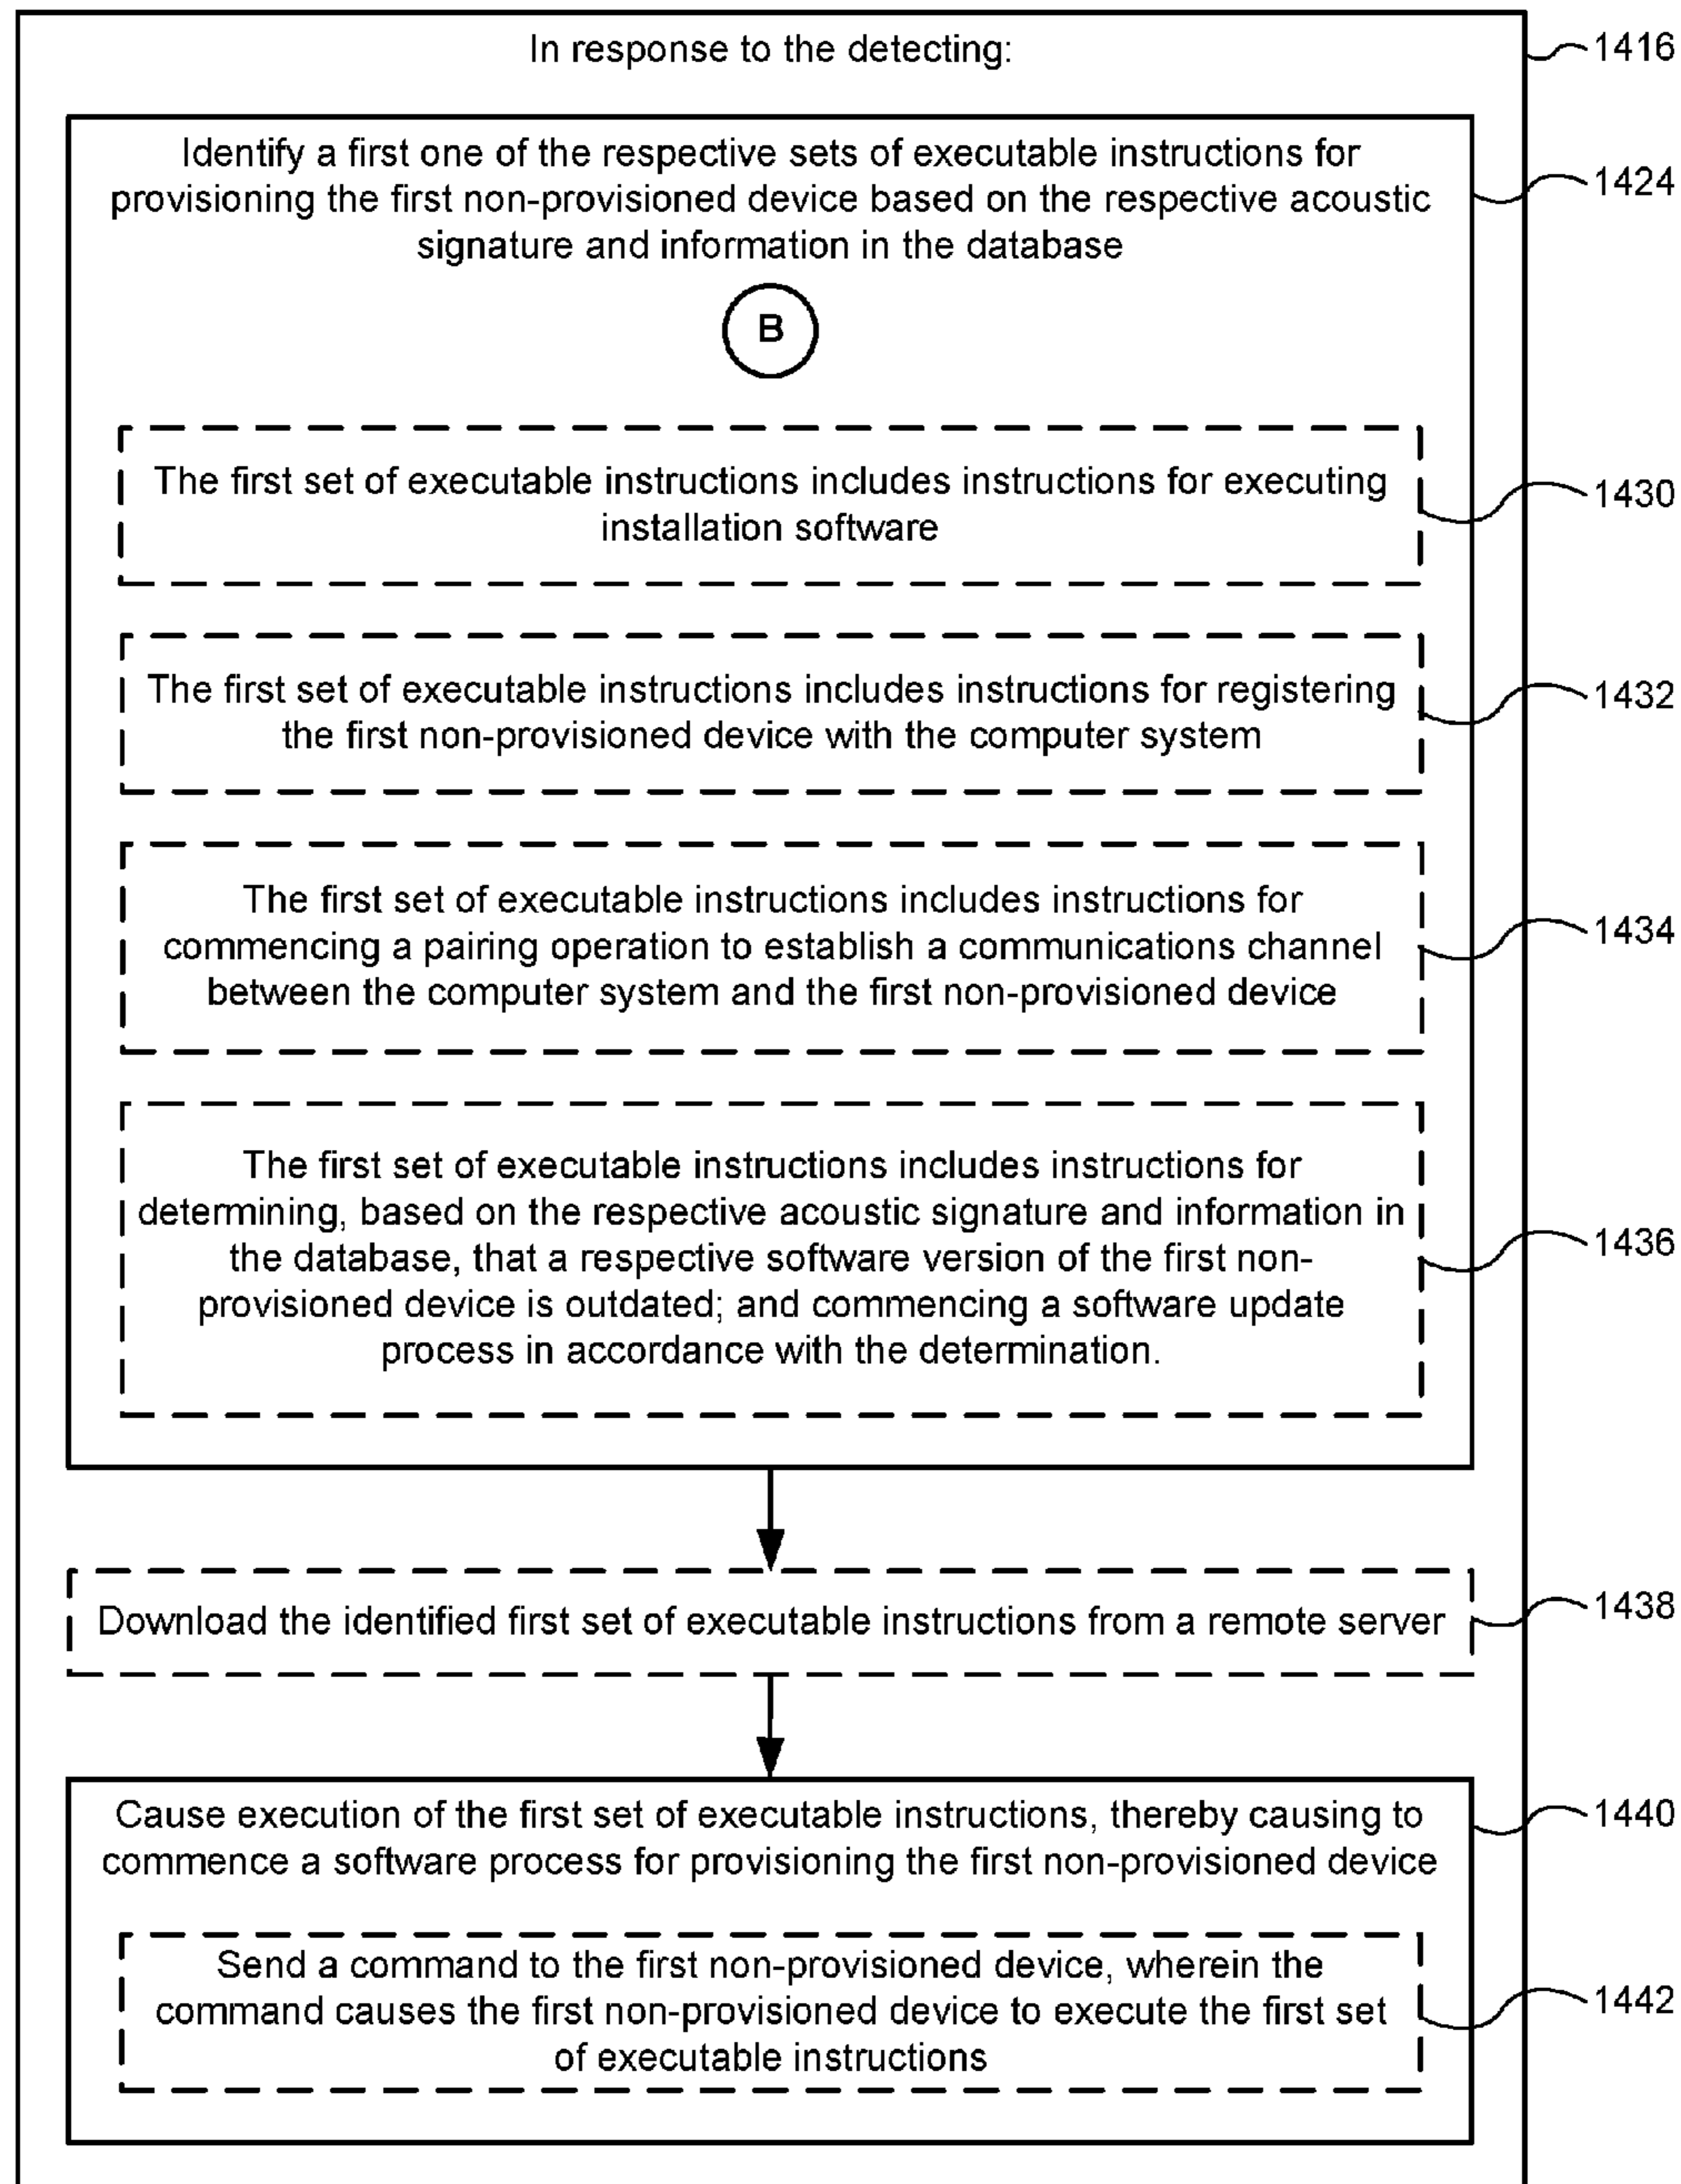 In response to the detecting:
1416
Identify a first one of the respective sets of executable instructions for
provisioning the first non-provisioned device based on the respective acoustic
signature and information in the database
1424
B
The first set of executable instructions includes instructions for executing
installation software
1430
The first set of executable instructions includes instructions for registering
the first non-provisioned device with the computer system
1432
The first set of executable instructions includes instructions for
commencing a pairing operation to establish a communications channel
between the computer system and the first non-provisioned device
1434
The first set of executable instructions includes instructions for
determining, based on the respective acoustic signature and information in
the database, that a respective software version of the first non-
provisioned device is outdated; and commencing a software update
process in accordance with the determination.
1436
Download the identified first set of executable instructions from a remote server
1438
Cause execution of the first set of executable instructions, thereby causing to
commence a software process for provisioning the first non-provisioned device
1440
Send a command to the first non-provisioned device, wherein the
command causes the first non-provisioned device to execute the first set
of executable instructions
1442